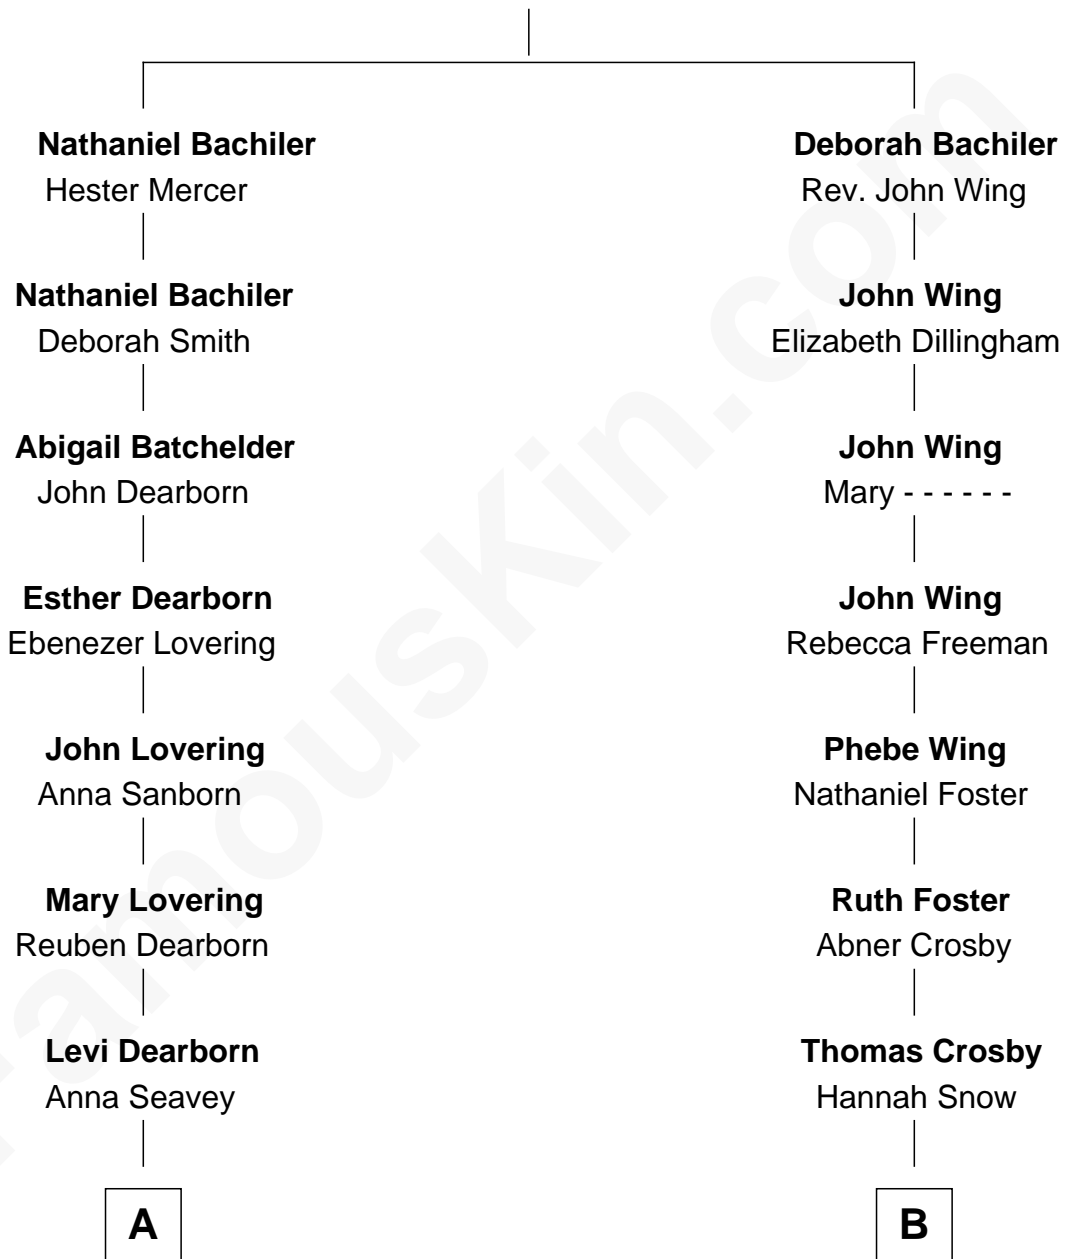 Nathaniel Bachiler
Hester Mercer
Nathaniel Bachiler
Deborah Smith
Abigail Batchelder
John Dearborn
Esther Dearborn
Ebenezer Lovering
John Lovering
Anna Sanborn
Mary Lovering
Reuben Dearborn
Levi Dearborn
Anna Seavey
A
Deborah Bachiler
Rev. John Wing
John Wing
Elizabeth Dillingham
John Wing
Mary - - - - - -
John Wing
Rebecca Freeman
Phebe Wing
Nathaniel Foster
Ruth Foster
Abner Crosby
Thomas Crosby
Hannah Snow
B
FamousKin.com